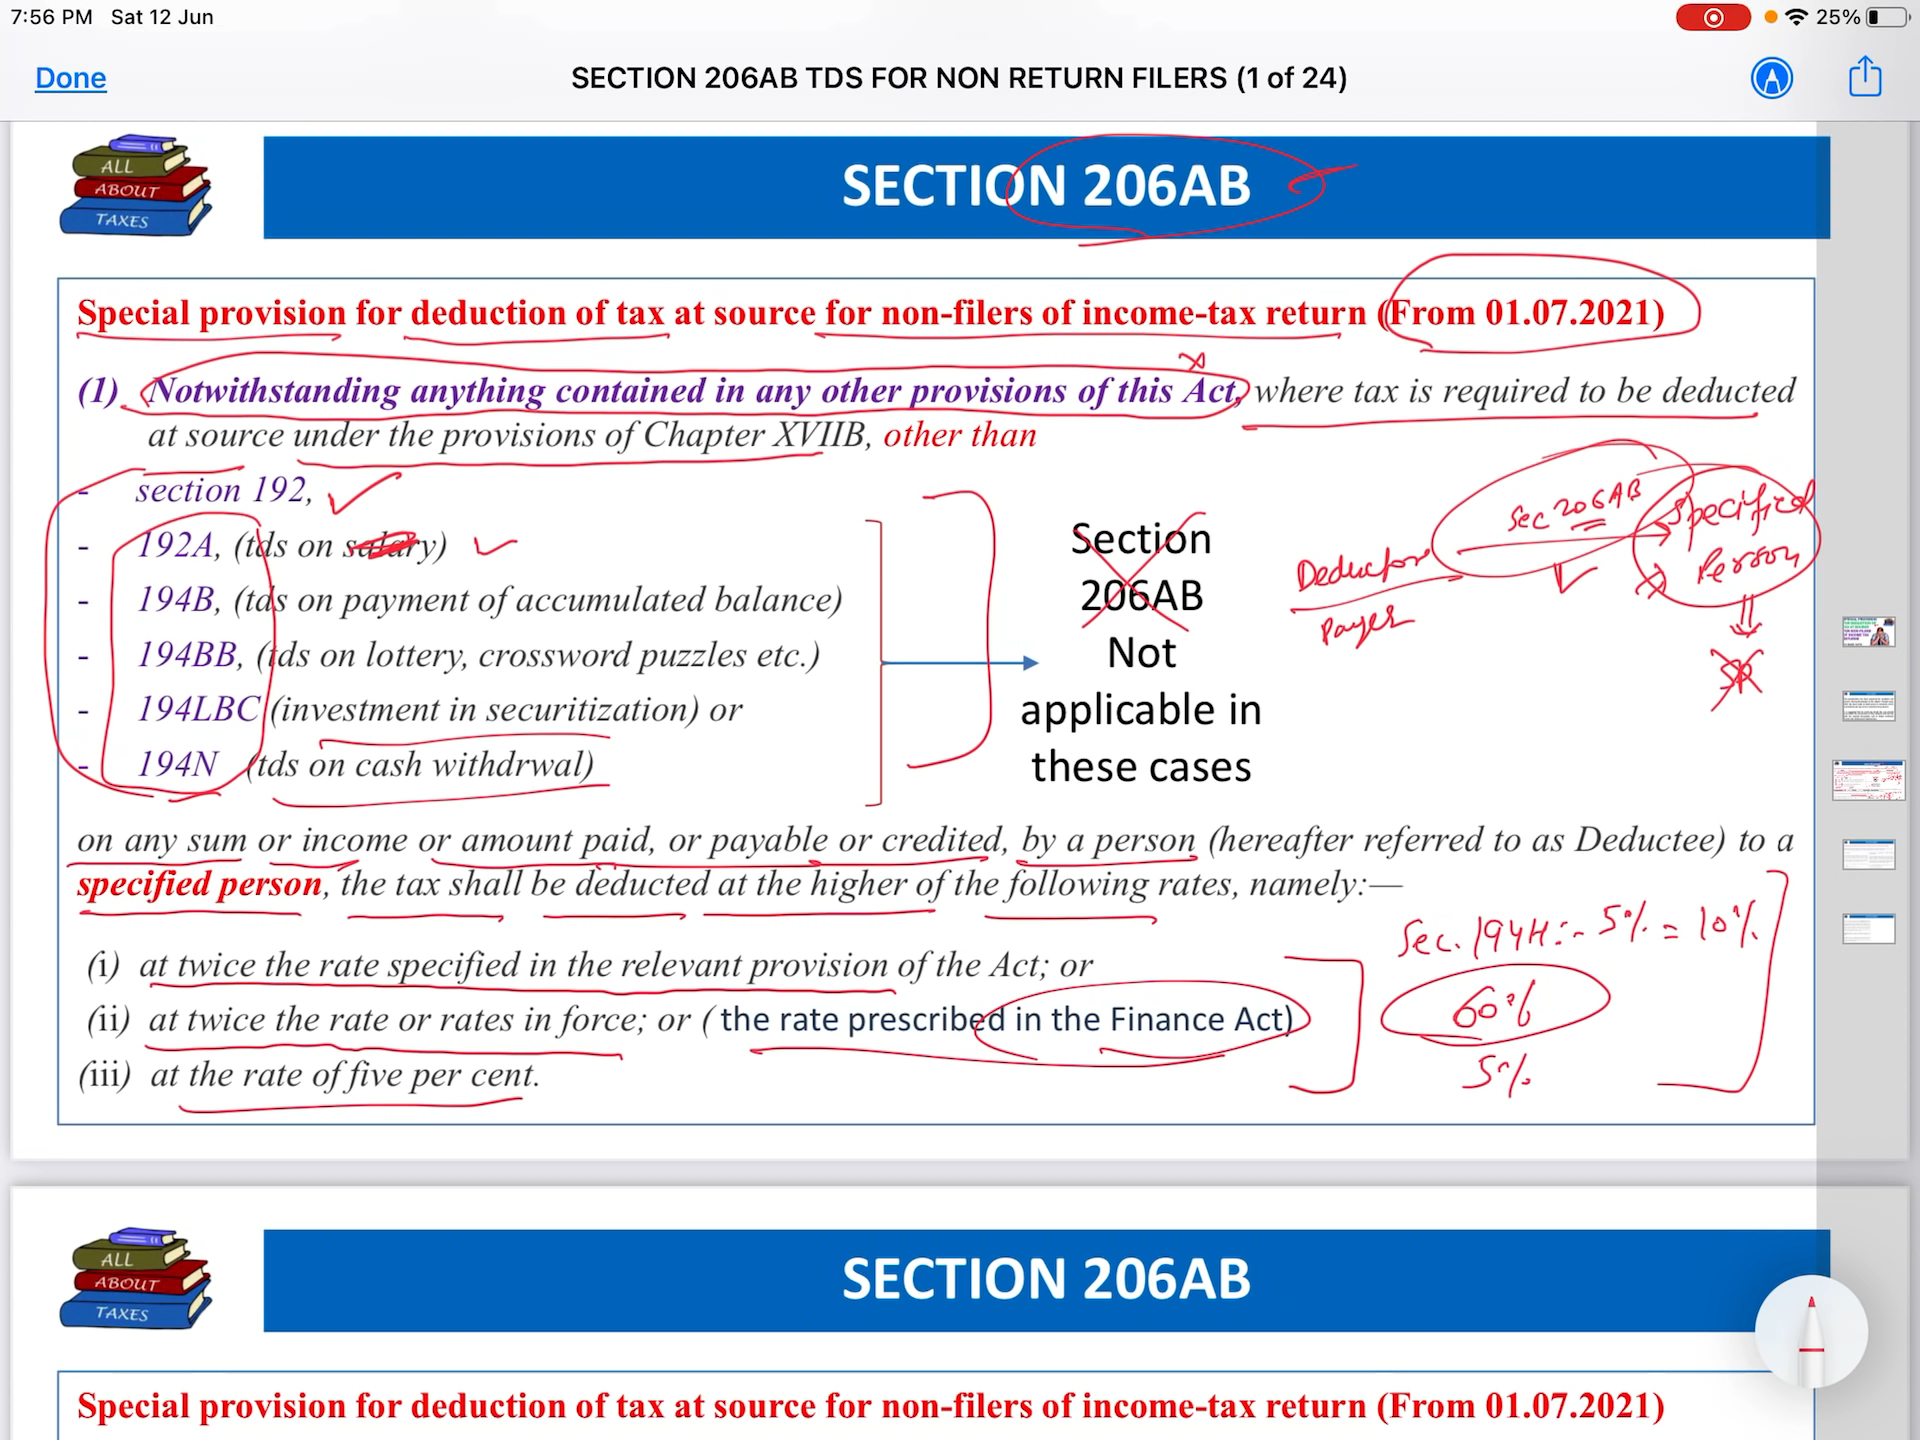 7:56 PM Sat 12 Jun
25%
Done
SECTION 206AB TDS FOR NON RETURN FILERS (1 of 24)
ALL
ABOUT
TAXES
SECTION 206AB
Special provision for deduction of tax at source for non-filers of income-tax return (From 01.07.2021)
(1) Notwithstanding anything contained in any other provisions of this Act, where tax is required to be deducted
at source under the provisions of Chapter XVIIB, other than
- section 192,
- 192A, (tds on salary)
- 194B, (tds on payment of accumulated balance)
- 194BB, (tds on lottery, crossword puzzles etc.)
- 194LBC (investment in securitization) or
- 194N (tds on cash withdrwal)
Section
206AB
Not
applicable in
these cases
Deductor
Payer
Sec 206AB
Specified
Person
SP
on any sum or income or amount paid, or payable or credited, by a person (hereafter referred to as Deductee) to a
specified person, the tax shall be deducted at the higher of the following rates, namely:—
(i) at twice the rate specified in the relevant provision of the Act; or
(ii) at twice the rate or rates in force; or ( the rate prescribed in the Finance Act)
(iii) at the rate of five per cent.
Sec. 194H:- 5% = 10%
60%
5%
ALL
ABOUT
TAXES
SECTION 206AB
Special provision for deduction of tax at source for non-filers of income-tax return (From 01.07.2021)